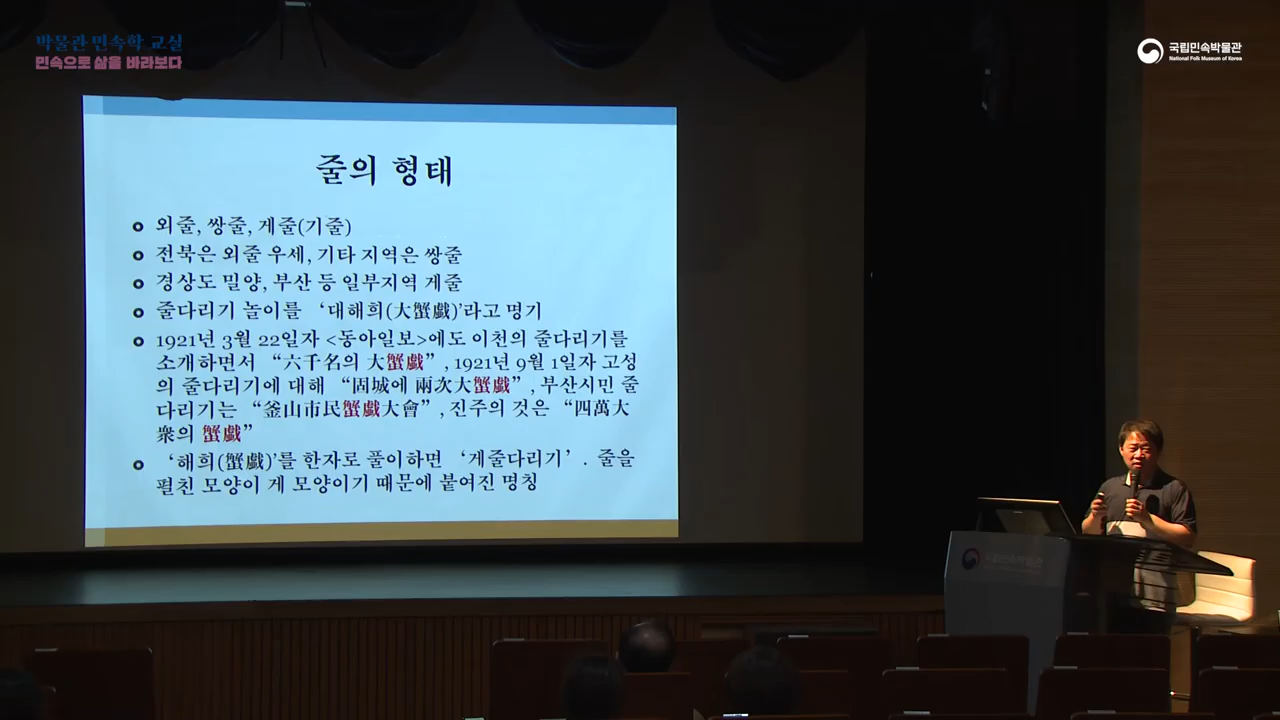 박물관 민속학 교실
민속으로 삶을 바라보다
국립민속박물관
National Folk Museum of Korea
줄의 형태
외줄, 쌍줄, 게줄(기줄)
전북은 외줄 우세, 기타 지역은 쌍줄
경상도 밀양, 부산 등 일부지역 게줄
줄다리기 놀이를 ‘대해희(大蟹戱)’라고 명기
1921년 3월 22일자 <동아일보>에도 이천의 줄다리기를
소개하면서 “六千名의 大蟹戱”, 1921년 9월 1일자 고성
의 줄다리기에 대해 “固城에 兩次大蟹戱”, 부산시민 줄
다리기는 “釜山市民蟹戱大會”, 진주의 것은 “四萬大
衆의 蟹戱”
‘해희(蟹戱)’를 한자로 풀이하면 ‘게줄다리기’. 줄을
펼친 모양이 게 모양이기 때문에 붙여진 명칭
국립민속박물관